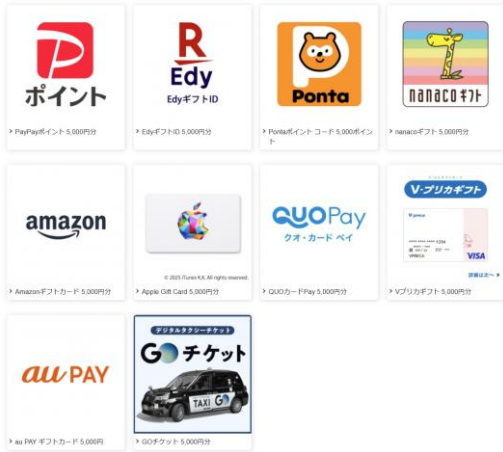 ポイント
> PayPayポイント 5,000円分
R
Edy
EdyギフトID
> EdyギフトID 5,000円分
Ponta
> Pontaポイント コード 5,000ポイント
nanacoギフト
> nanacoギフト 5,000円分
amazon
> Amazonギフトカード 5,000円分
© 2025 iTunes K.K. All rights reserved.
> Apple Gift Card 5,000円分
QUOPay
クオ・カード ペイ
> QUOカードPay 5,000円分
V-プリカギフト
VISA
詳細は次へ
> Vプリカギフト 5,000円分
au PAY
> au PAY ギフトカード 5,000円
デジタルタクシーチケット
GOチケット
TAXI GO
> GOチケット 5,000円分